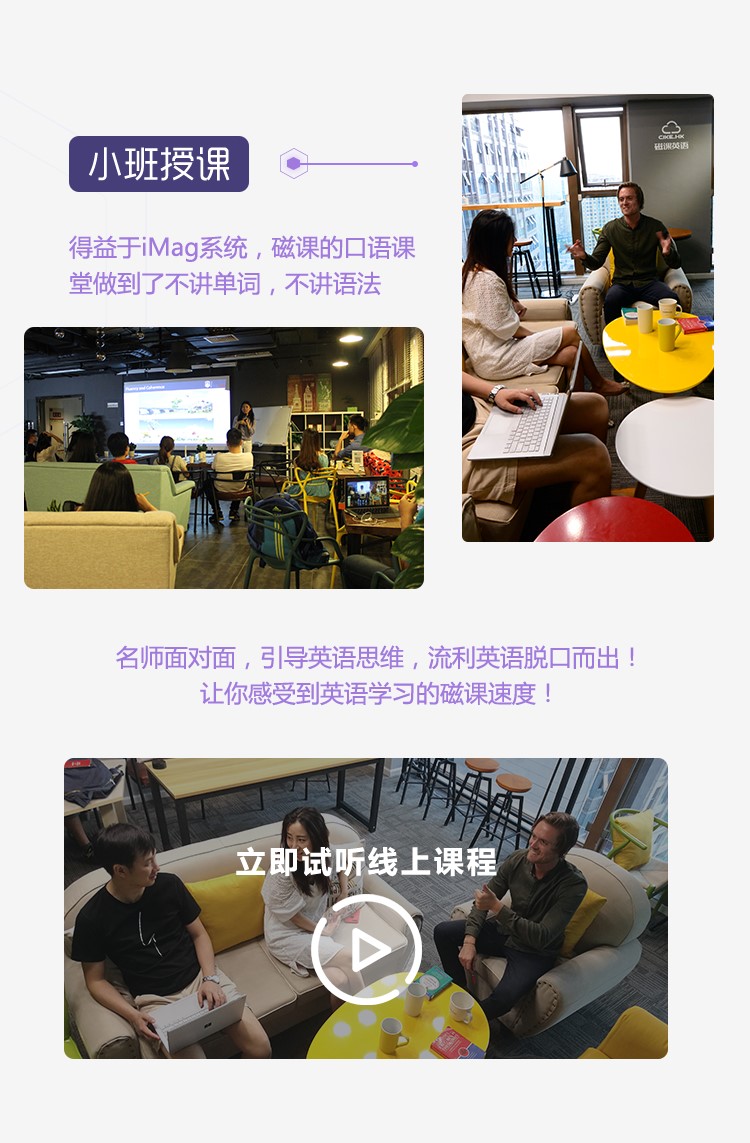 小班授课
得益于iMag系统，磁课的口语课
堂做到了不讲单词，不讲语法
CIKE.HK
磁课英语
Fluency and Coherence
名师面对面，引导英语思维，流利英语脱口而出！
让你感受到英语学习的磁课速度！
立即试听线上课程